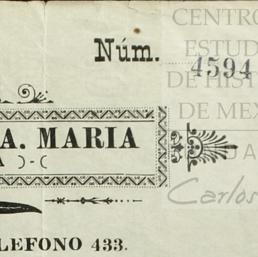 CENTRO
ESTUD
Núm. 4594
DE HIST
DE MEX
A. MARIA
A )-(
Carlos
LEFONO 433.